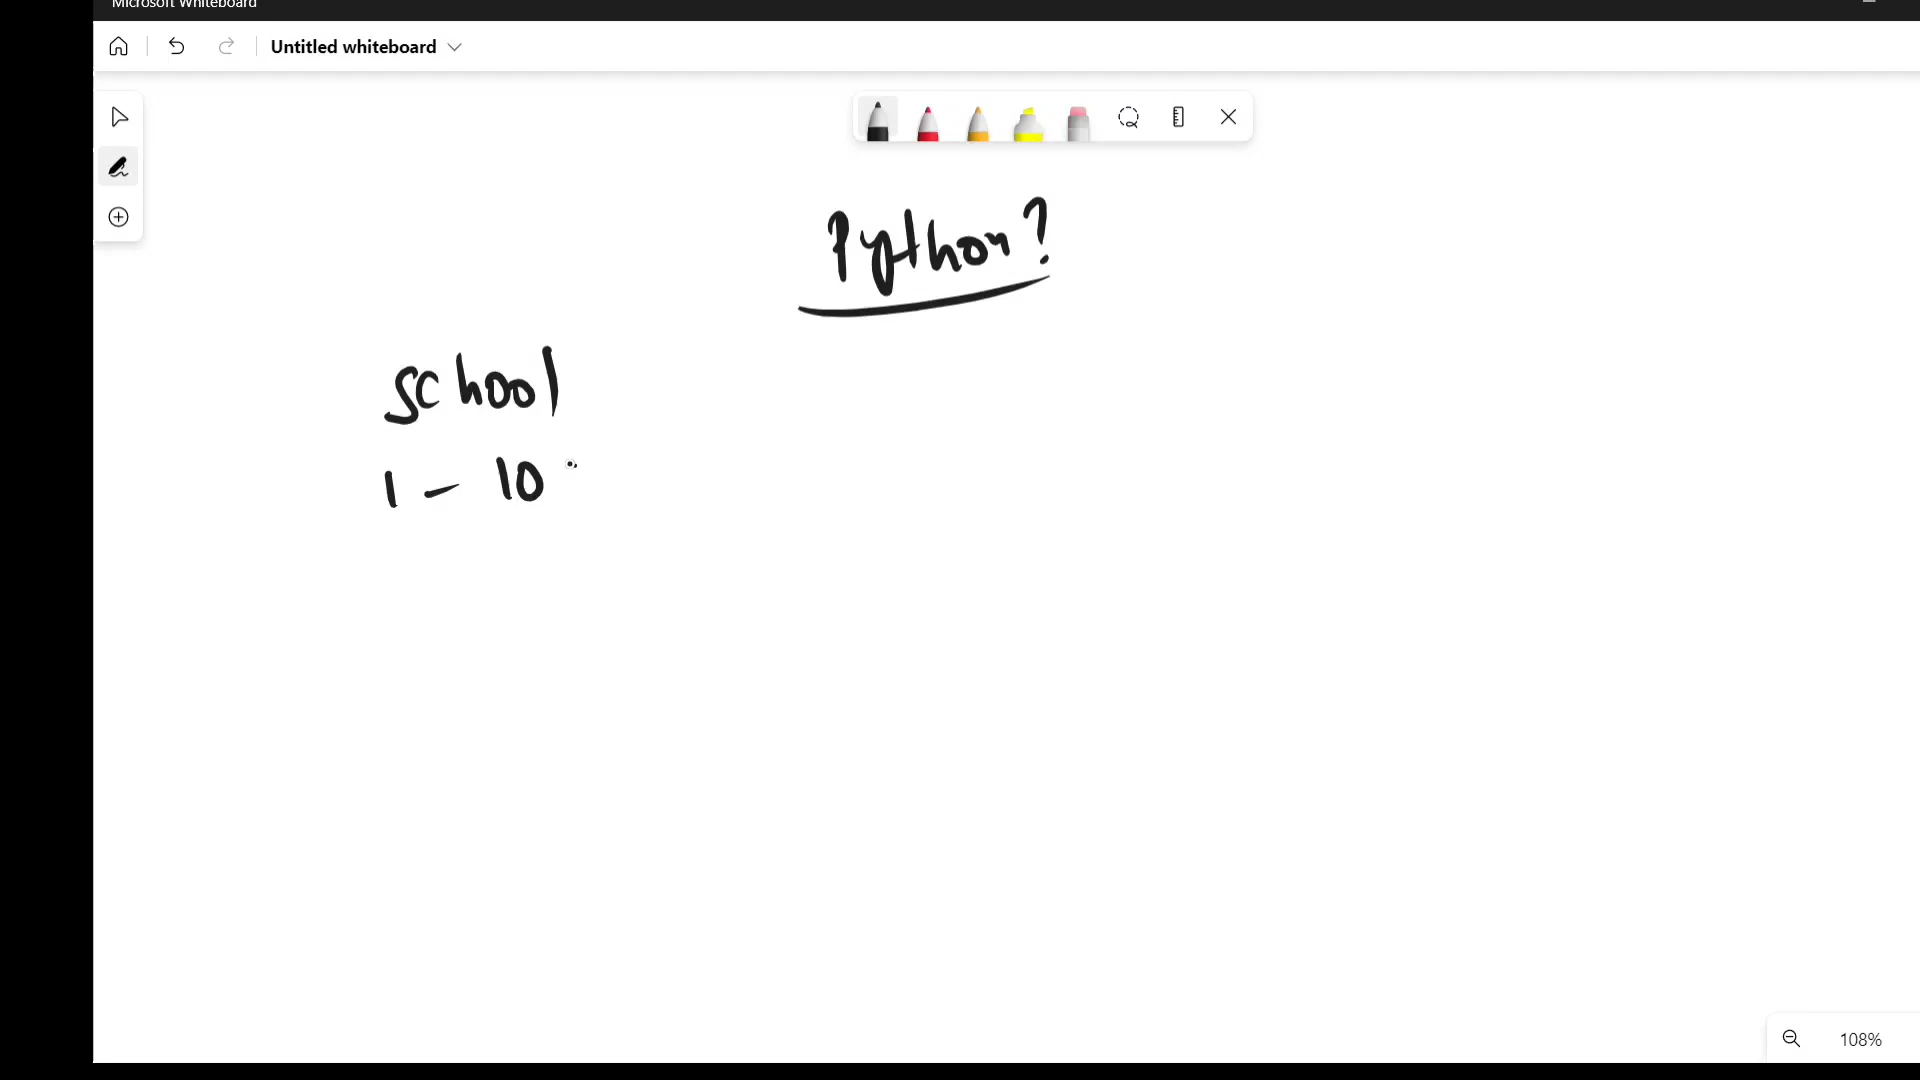 Microsoft Whiteboard
Untitled whiteboard
Python?
school
1 - 10
108%